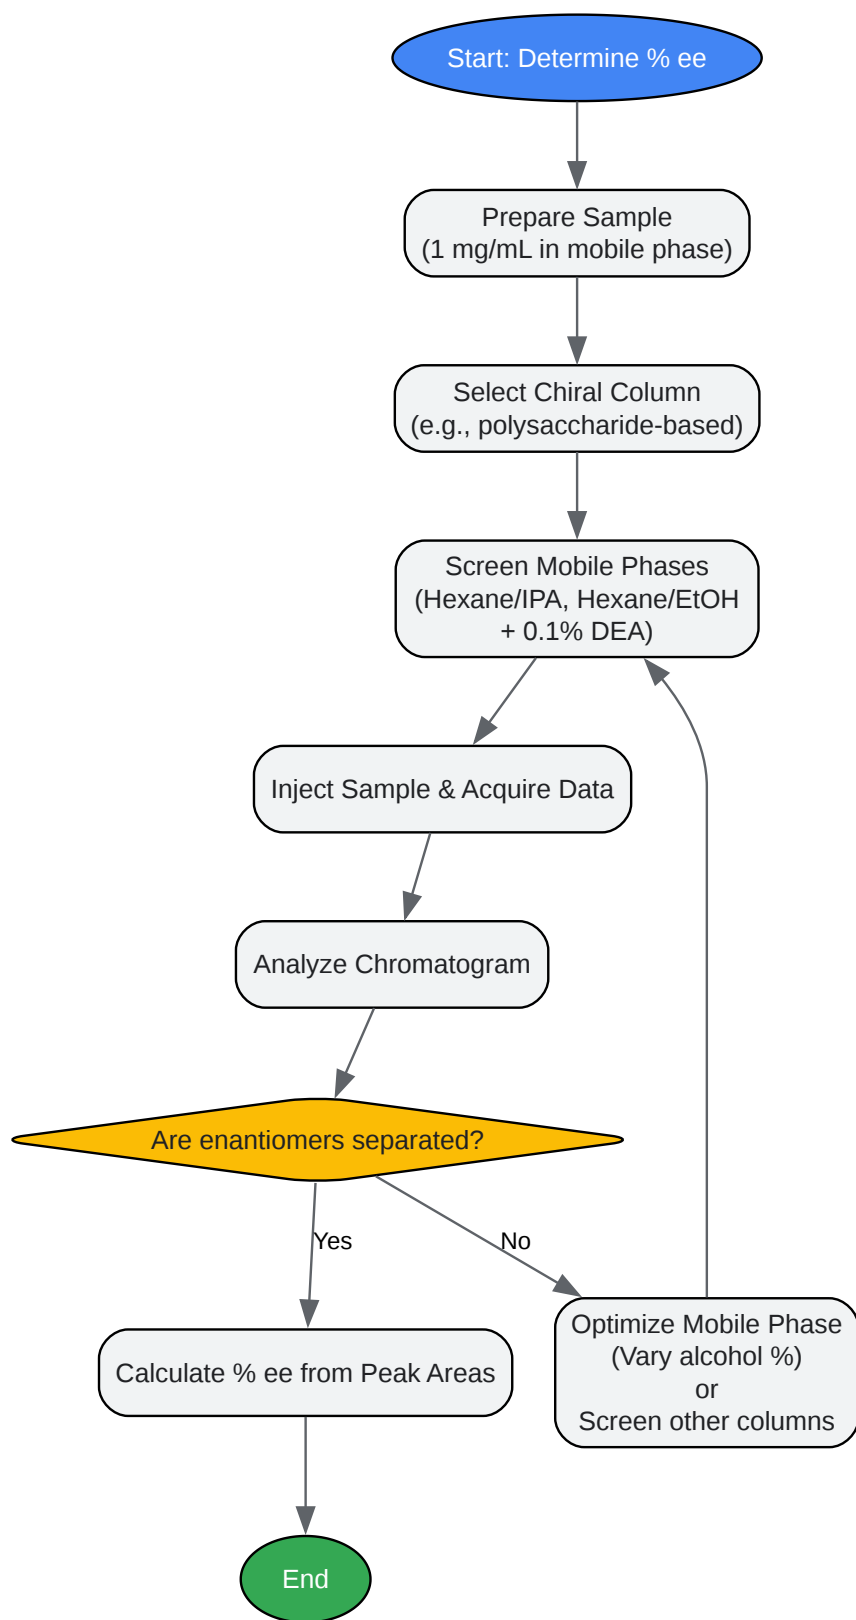 Start: Determine % ee
Prepare Sample
(1 mg/mL in mobile phase)
Select Chiral Column
(e.g., polysaccharide-based)
Screen Mobile Phases
(Hexane/IPA, Hexane/EtOH
+ 0.1% DEA)
Inject Sample & Acquire Data
Analyze Chromatogram
Are enantiomers separated?
Yes
No
Optimize Mobile Phase
(Vary alcohol %)
or
Screen other columns
Calculate % ee from Peak Areas
End